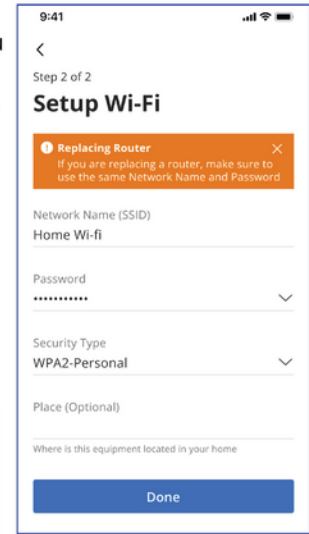 9:41
Step 2 of 2
Setup Wi-Fi
Replacing Router
If you are replacing a router, make sure to
use the same Network Name and Password
Network Name (SSID)
Home Wi-fi
Password
•••••••••••
Security Type
WPA2-Personal
Place (Optional)
Where is this equipment located in your home
Done